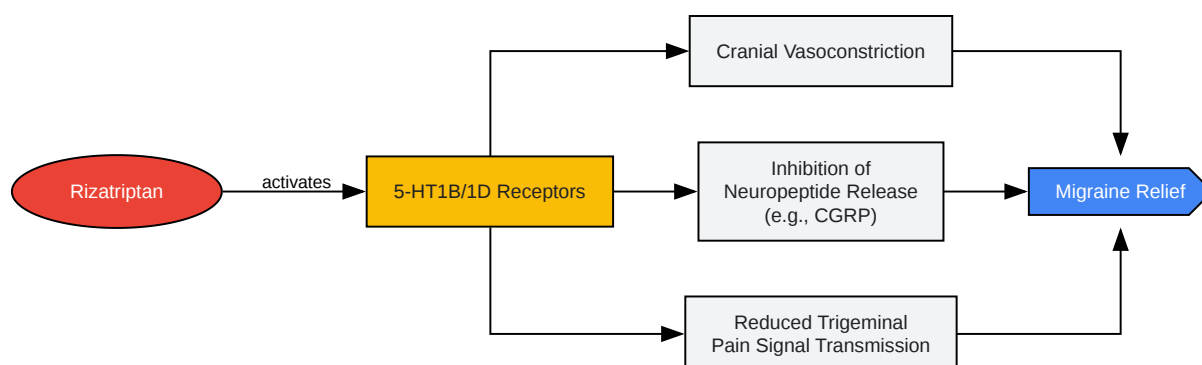 Cranial Vasoconstriction
Rizatriptan
activates
5-HT1B/1D Receptors
Inhibition of
Neuropeptide Release
(e.g., CGRP)
Migraine Relief
Reduced Trigeminal
Pain Signal Transmission